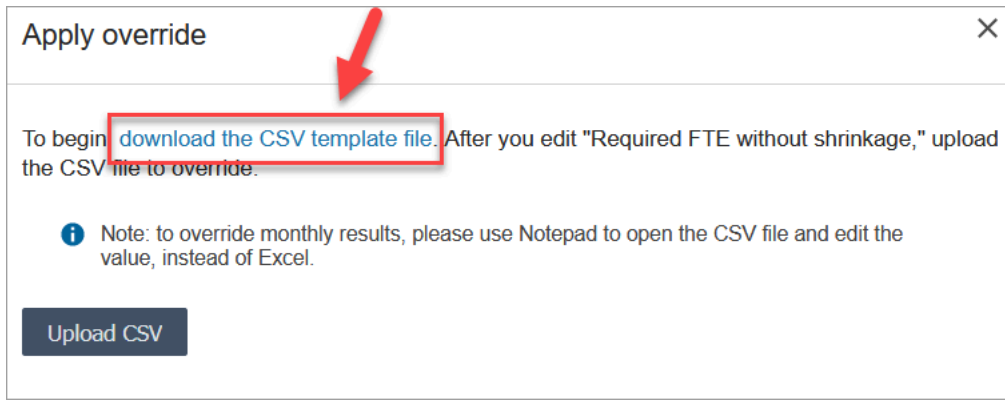 Apply override
To begin, download the CSV template file. After you edit "Required FTE without shrinkage," upload
the CSV file to override.
Note: to override monthly results, please use Notepad to open the CSV file and edit the
value, instead of Excel.
Upload CSV